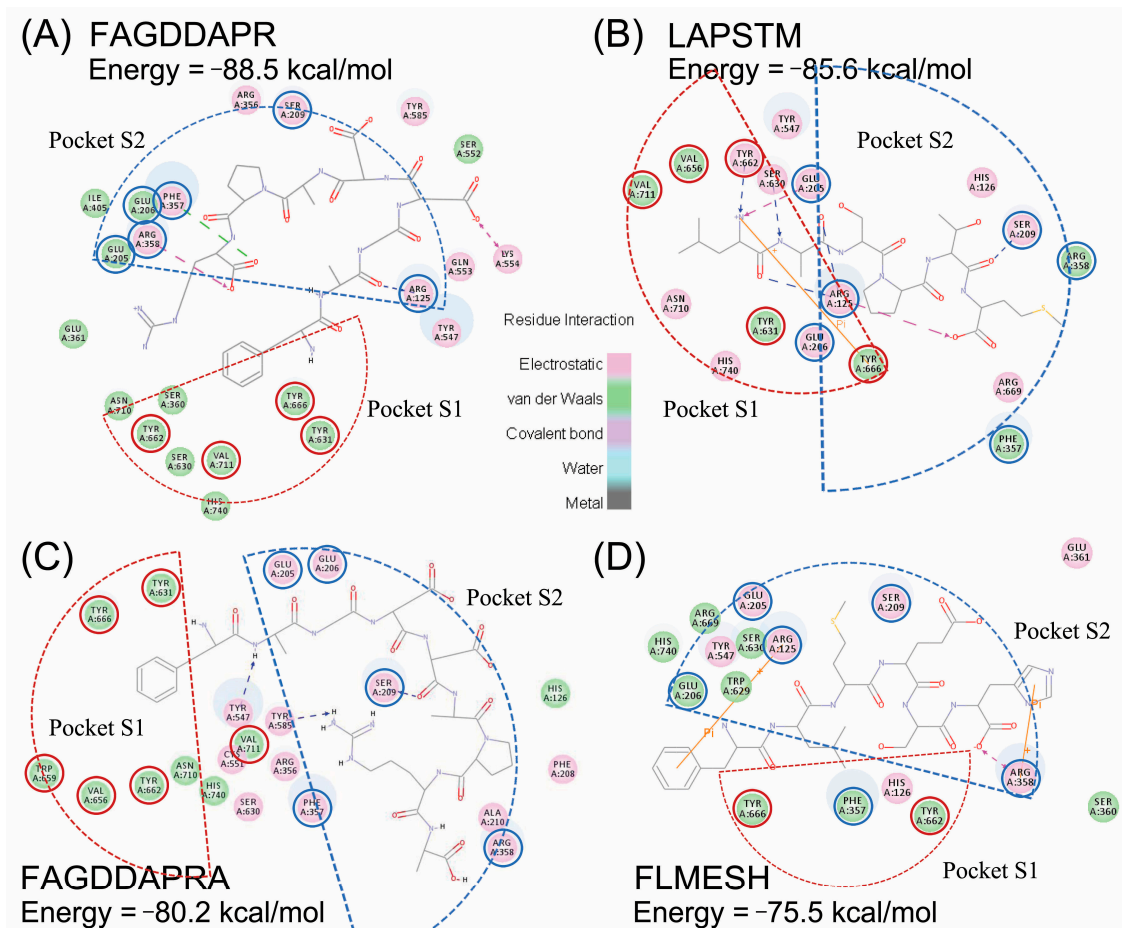 (A) FAGDDAPR
Energy = −88.5 kcal/mol
Pocket S2
ARG A:356
SER A:209
TYR A:585
SER A:552
ILE A:405
GLU A:206
PHE A:357
ARG A:358
GLU A:205
GLN A:553
LYS A:554
ARG A:125
TYR A:547
GLU A:361
ASN A:710
SER A:360
TYR A:666
TYR A:662
TYR A:631
SER A:630
VAL A:711
HIS A:740
Pocket S1
(B) LAPSTM
Energy = −85.6 kcal/mol
Pocket S2
TYR A:547
VAL A:656
TYR A:662
SER A:630
GLU A:205
VAL A:711
HIS A:126
SER A:209
ARG A:358
ASN A:710
ARG A:125
TYR A:631
Pi
GLU A:206
TYR A:666
HIS A:740
ARG A:669
PHE A:357
Pocket S1
Residue Interaction
Electrostatic
van der Waals
Covalent bond
Water
Metal
(C)
GLU A:205
GLU A:206
Pocket S2
TYR A:631
TYR A:666
SER A:209
HIS A:126
TYR A:547
TYR A:585
Pocket S1
VAL A:711
CYS A:551
ARG A:356
PHE A:208
TRP A:659
ASN A:710
VAL A:656
TYR A:662
HIS A:740
SER A:630
PHE A:357
ALA A:210
ARG A:358
FAGDDAPRA
Energy = −80.2 kcal/mol
(D)
GLU A:361
GLU A:205
SER A:209
ARG A:669
Pocket S2
HIS A:740
TYR A:547
SER A:630
ARG A:125
GLU A:206
TRP A:629
Pi
Pi
ARG A:358
HIS A:126
TYR A:666
PHE A:357
TYR A:662
SER A:360
Pocket S1
FLMESH
Energy = −75.5 kcal/mol